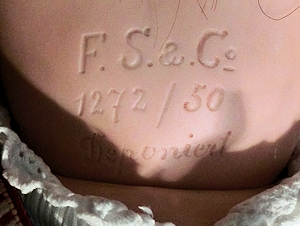 F. S. & Cº
1272 / 50
Deponiert